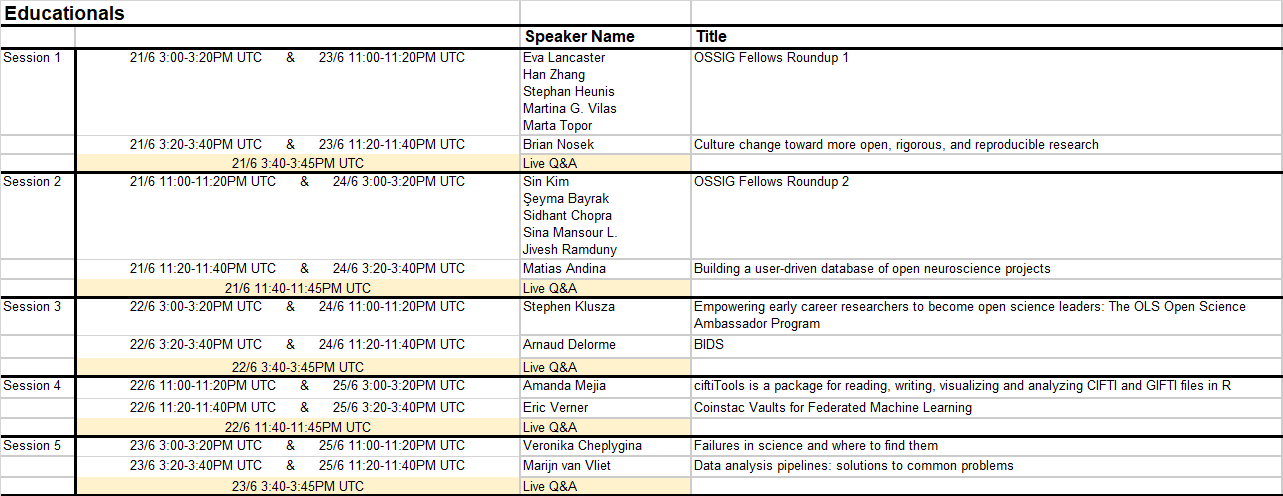 Educationals
Speaker Name Title
Session 1 21/6 3:00-3:20PM UTC & 23/6 11:00-11:20PM UTC Eva Lancaster OSSIG Fellows Roundup 1
Han Zhang
Stephan Heunis
Martina G. Vilas
Marta Topor
21/6 3:20-3:40PM UTC & 23/6 11:20-11:40PM UTC Brian Nosek Culture change toward more open, rigorous, and reproducible research
21/6 3:40-3:45PM UTC Live Q&A
Session 2 21/6 11:00-11:20PM UTC & 24/6 3:00-3:20PM UTC Sin Kim OSSIG Fellows Roundup 2
Şeyma Bayrak
Sidhant Chopra
Sina Mansour L.
Jivesh Ramduny
21/6 11:20-11:40PM UTC & 24/6 3:20-3:40PM UTC Matias Andina Building a user-driven database of open neuroscience projects
21/6 11:40-11:45PM UTC Live Q&A
Session 3 22/6 3:00-3:20PM UTC & 24/6 11:00-11:20PM UTC Stephen Klusza Empowering early career researchers to become open science leaders: The OLS Open Science
Ambassador Program
22/6 3:20-3:40PM UTC & 24/6 11:20-11:40PM UTC Arnaud Delorme BIDS
22/6 3:40-3:45PM UTC Live Q&A
Session 4 22/6 11:00-11:20PM UTC & 25/6 3:00-3:20PM UTC Amanda Mejia ciftiTools is a package for reading, writing, visualizing and analyzing CIFTI and GIFTI files in R
22/6 11:20-11:40PM UTC & 25/6 3:20-3:40PM UTC Eric Verner Coinstac Vaults for Federated Machine Learning
22/6 11:40-11:45PM UTC Live Q&A
Session 5 23/6 3:00-3:20PM UTC & 25/6 11:00-11:20PM UTC Veronika Cheplygina Failures in science and where to find them
23/6 3:20-3:40PM UTC & 25/6 11:20-11:40PM UTC Marijn van Vliet Data analysis pipelines: solutions to common problems
23/6 3:40-3:45PM UTC Live Q&A